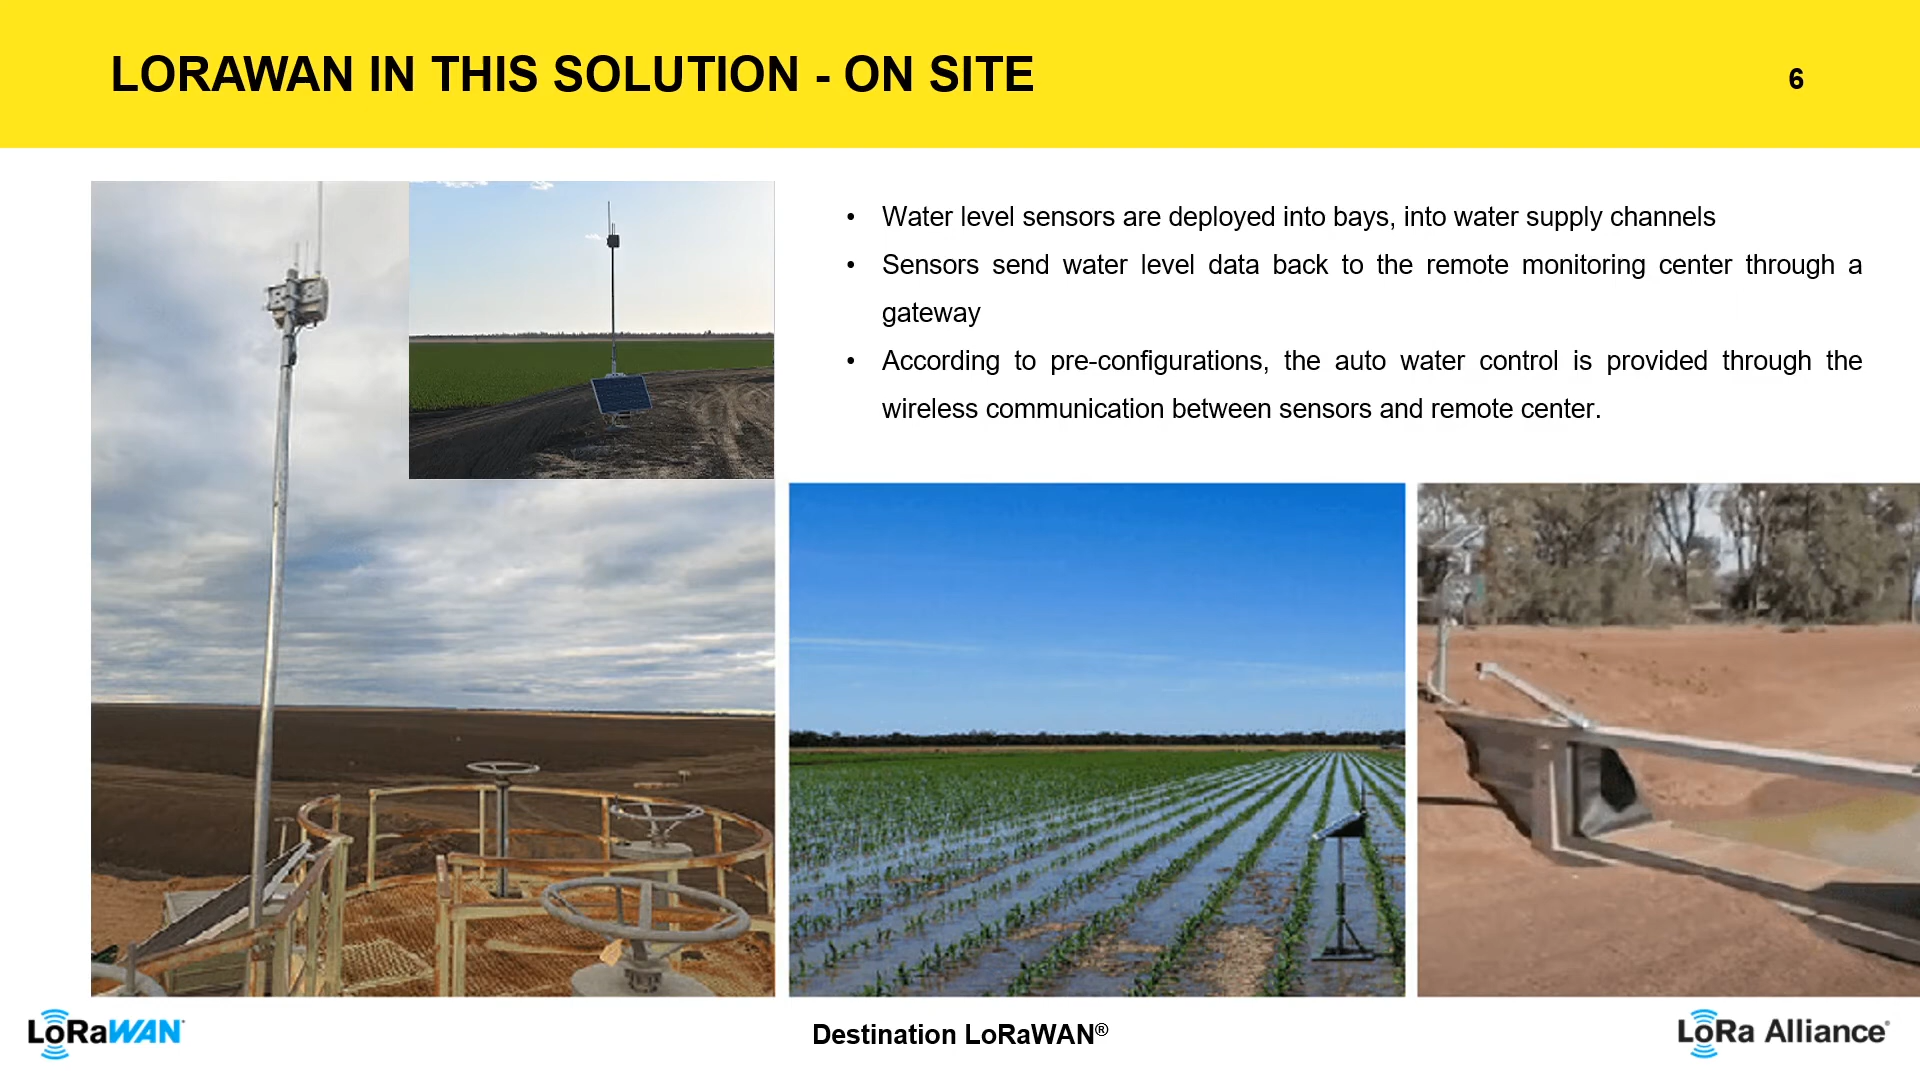 LORAWAN IN THIS SOLUTION - ON SITE
6
• Water level sensors are deployed into bays, into water supply channels
• Sensors send water level data back to the remote monitoring center through a
gateway
• According to pre-configurations, the auto water control is provided through the
wireless communication between sensors and remote center.
LoRaWAN
Destination LoRaWAN®
LoRa Alliance®